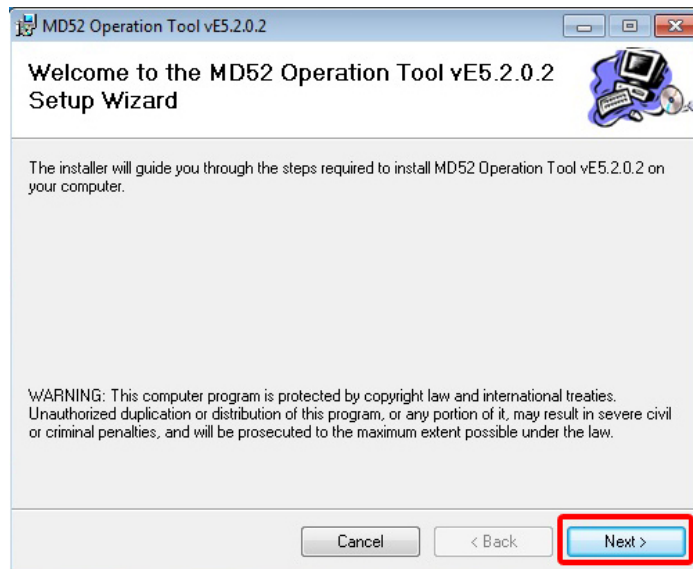 MD52 Operation Tool vE5.2.0.2
Welcome to the MD52 Operation Tool vE5.2.0.2
Setup Wizard
The installer will guide you through the steps required to install MD52 Operation Tool vE5.2.0.2 on
your computer.
WARNING: This computer program is protected by copyright law and international treaties.
Unauthorized duplication or distribution of this program, or any portion of it, may result in severe civil
or criminal penalties, and will be prosecuted to the maximum extent possible under the law.
Cancel < Back Next >